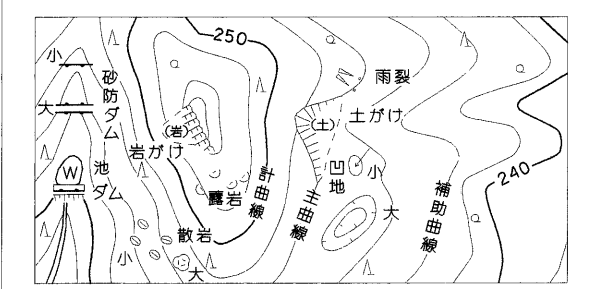 小
大
砂防ダム
W
池
ダム
小
250
(岩)
岩がけ
露岩
散岩
大
計曲線
主曲線
雨裂
(土)
土がけ
凹地
小
大
補助曲線
240